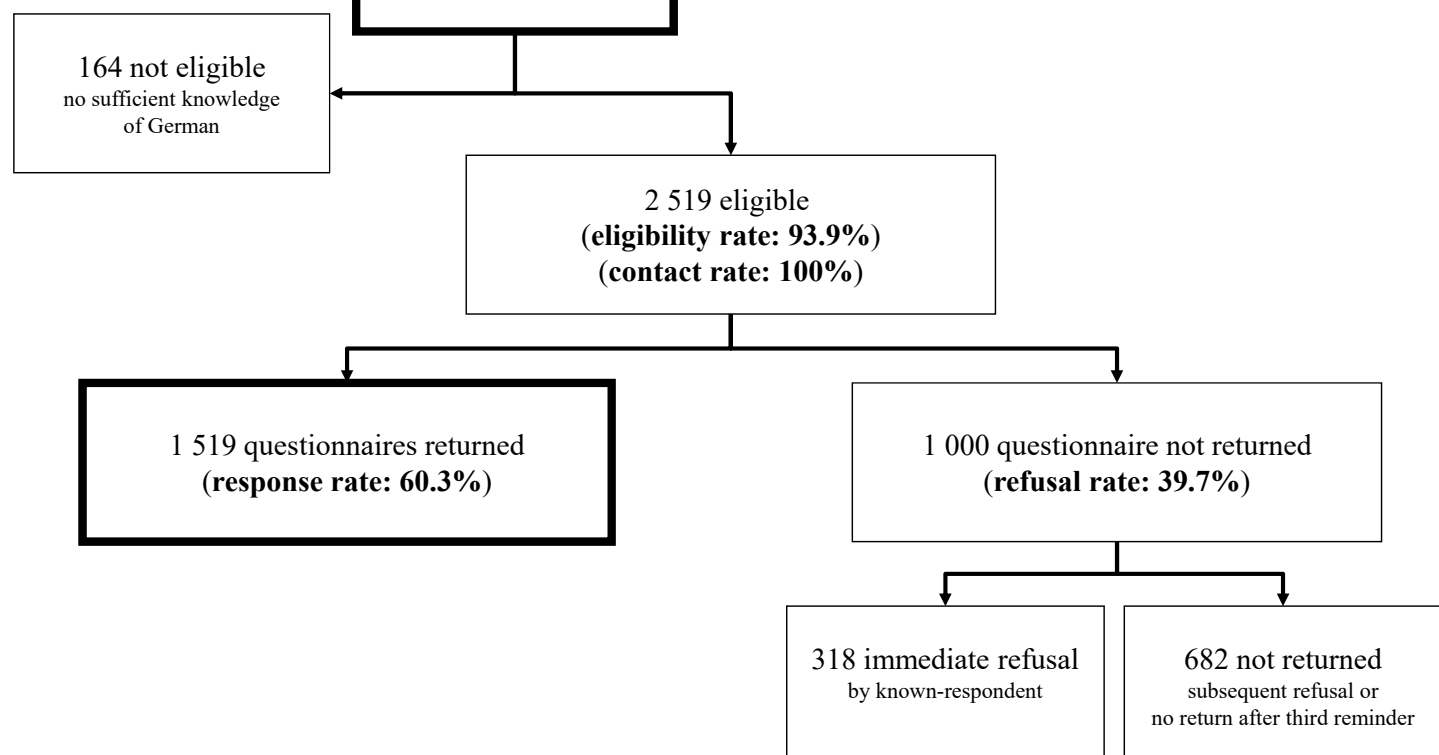 164 not eligible
no sufficient knowledge
of German
2 519 eligible
(eligibility rate: 93.9%)
(contact rate: 100%)
1 519 questionnaires returned
(response rate: 60.3%)
1 000 questionnaire not returned
(refusal rate: 39.7%)
318 immediate refusal
by known-respondent
682 not returned
subsequent refusal or
no return after third reminder